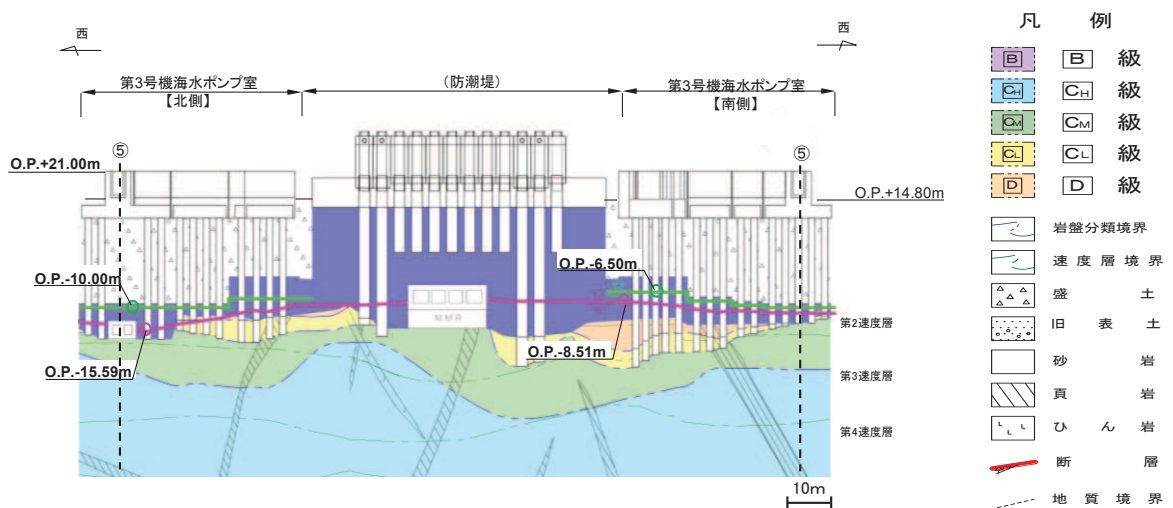 西
西
第3号機海水ポンプ室
【北側】
(防潮堤)
第3号機海水ポンプ室
【南側】
⑤
⑤
O.P.+21.00m
O.P.+14.80m
O.P.-10.00m
O.P.-6.50m
M.M.R
第2速度層
O.P.-15.59m
O.P.-8.51m
第3速度層
第4速度層
10m
凡 例
B B 級
CH CH 級
CM CM 級
CL CL 級
D D 級
岩盤分類境界
速度層境界
盛土
旧表土
砂岩
頁岩
ひん岩
断層
地質境界